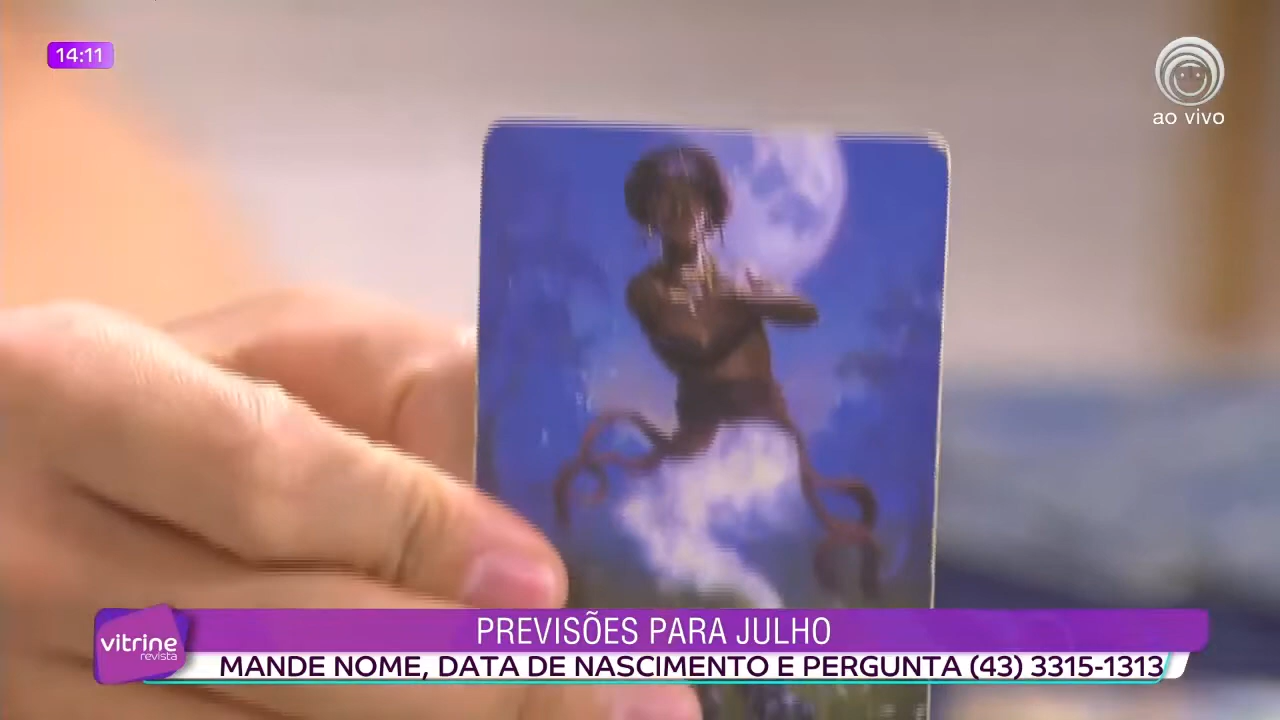 14:11
ao vivo
PREVISÕES PARA JULHO
vitrine
revista
MANDE NOME, DATA DE NASCIMENTO E PERGUNTA (43) 3315-1313